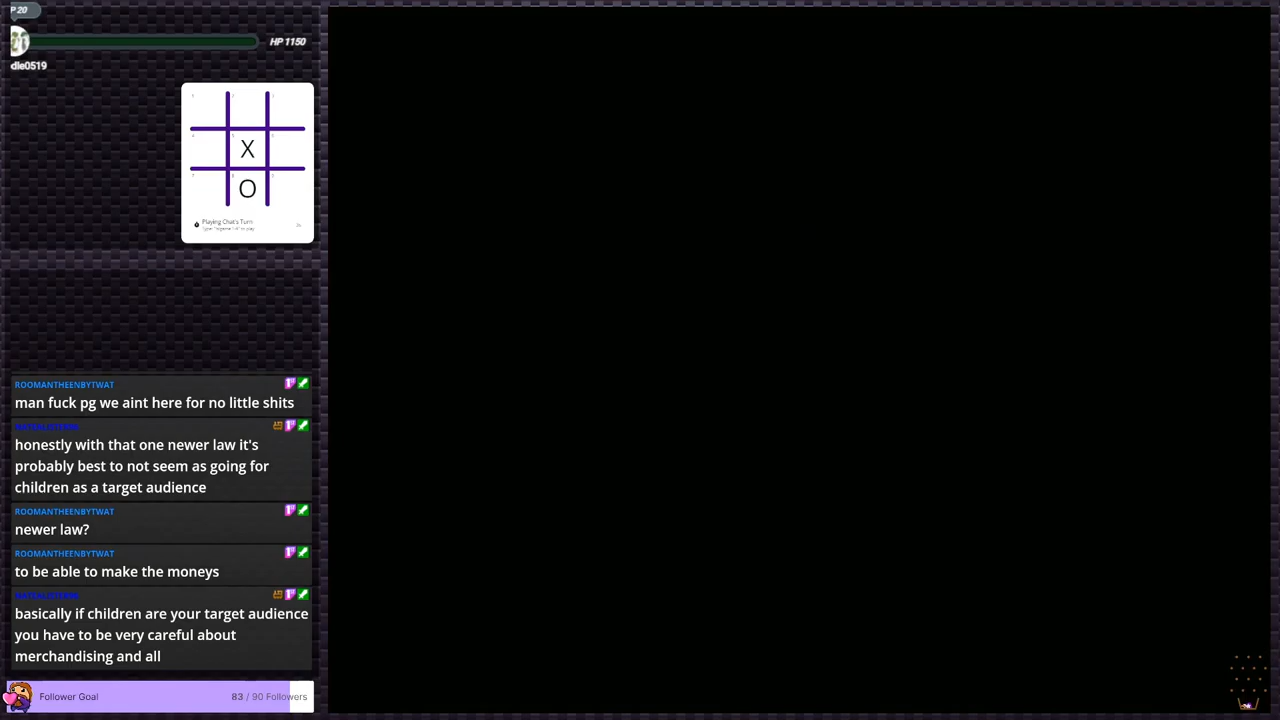 P 20
HP 1150
dle0519
X
O
Playing Chat's Turn
ROOMANTHEENBYTWAT
man fuck pg we aint here for no little shits
honestly with that one newer law it's
probably best to not seem as going for
children as a target audience
ROOMANTHEENBYTWAT
newer law?
ROOMANTHEENBYTWAT
to be able to make the moneys
basically if children are your target audience
you have to be very careful about
merchandising and all
Follower Goal
83 / 90 Followers